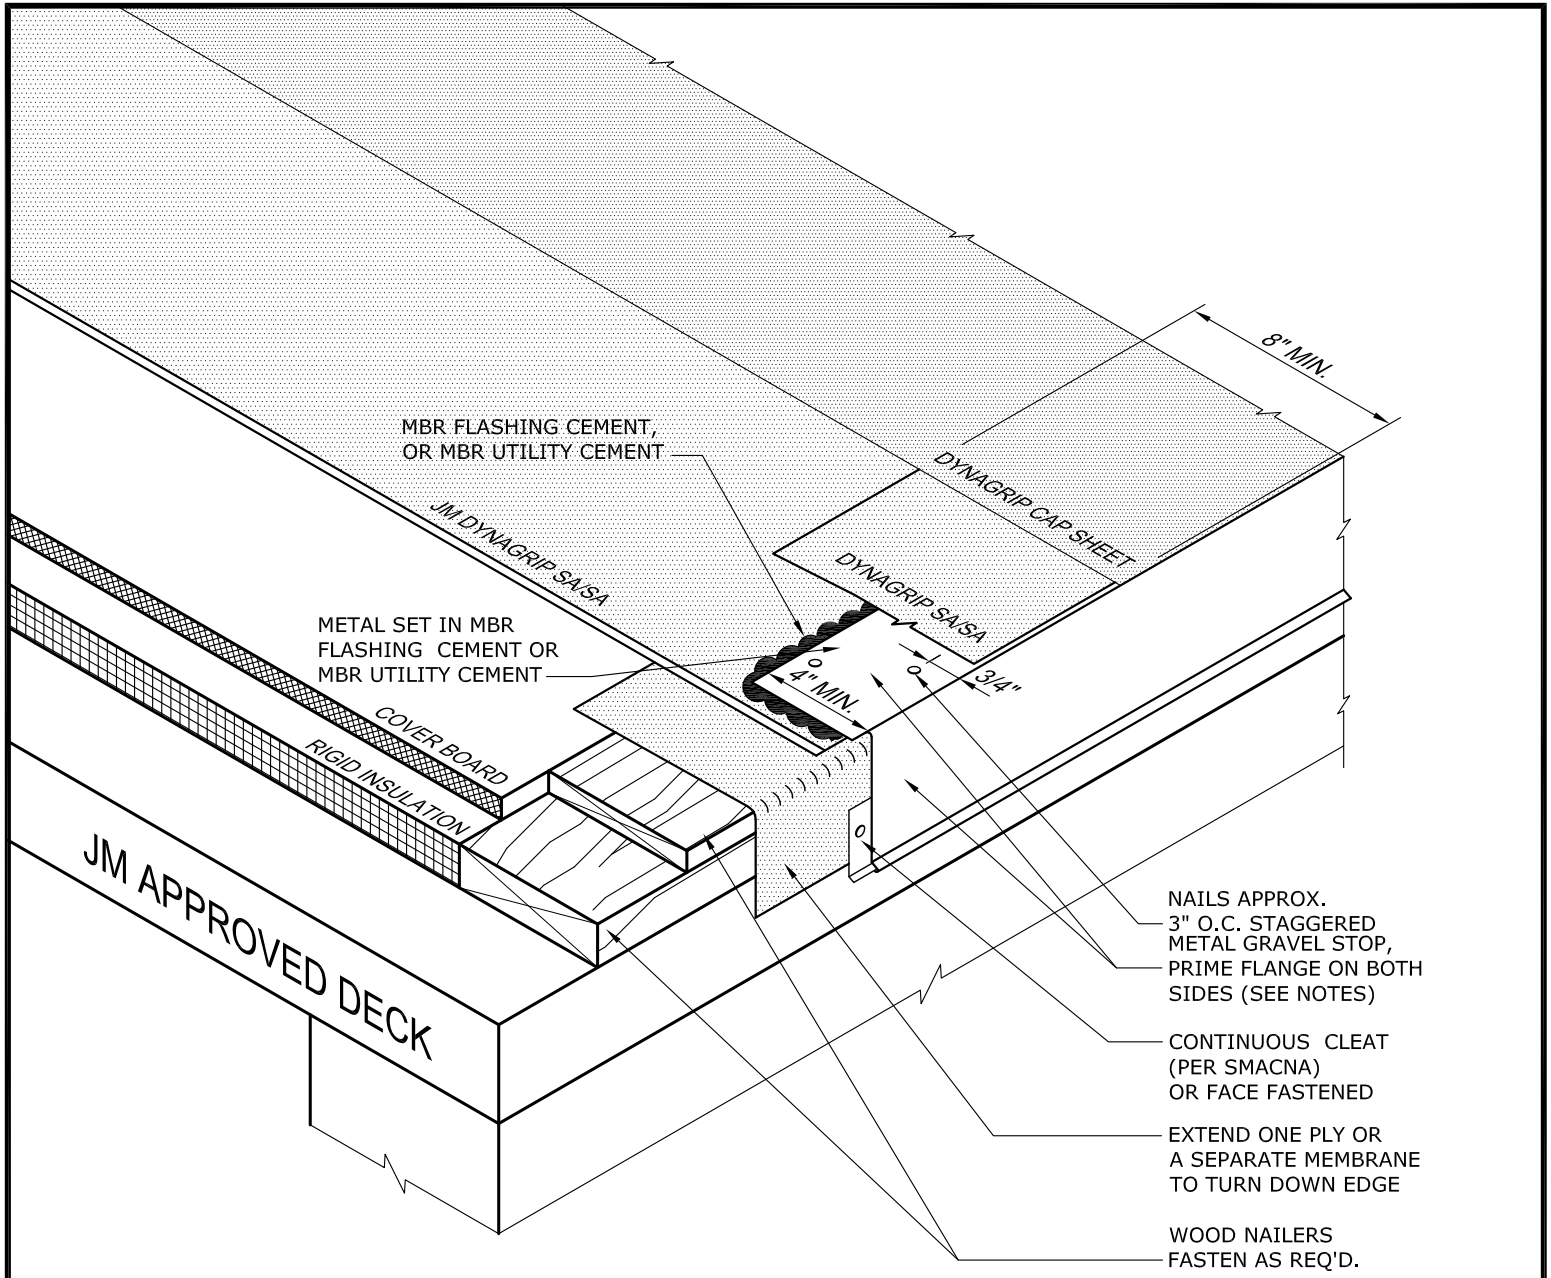 8" MIN.
MBR FLASHING CEMENT,
OR MBR UTILITY CEMENT
DYNAGRIP CAP SHEET
JM DYNAGRIP SA/SA
DYNAGRIP SA/SA
METAL SET IN MBR
FLASHING CEMENT OR
MBR UTILITY CEMENT
4" MIN.
3/4"
COVER BOARD
RIGID INSULATION
JM APPROVED DECK
NAILS APPROX.
3" O.C. STAGGERED
METAL GRAVEL STOP,
PRIME FLANGE ON BOTH
SIDES (SEE NOTES)
CONTINUOUS CLEAT
(PER SMACNA)
OR FACE FASTENED
EXTEND ONE PLY OR
A SEPARATE MEMBRANE
TO TURN DOWN EDGE
WOOD NAILERS
FASTEN AS REQ'D.